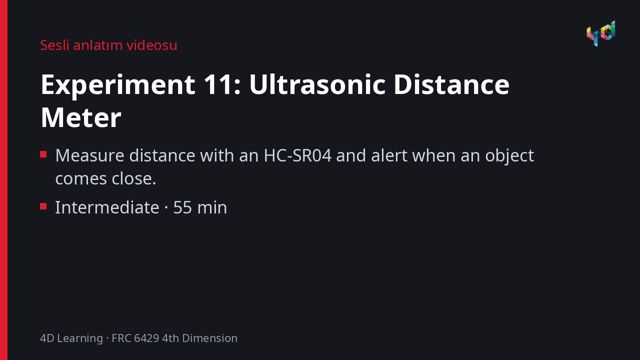 Sesli anlatım videosu
4d
Experiment 11: Ultrasonic Distance
Meter
Measure distance with an HC-SR04 and alert when an object
comes close.
Intermediate · 55 min
4D Learning · FRC 6429 4th Dimension